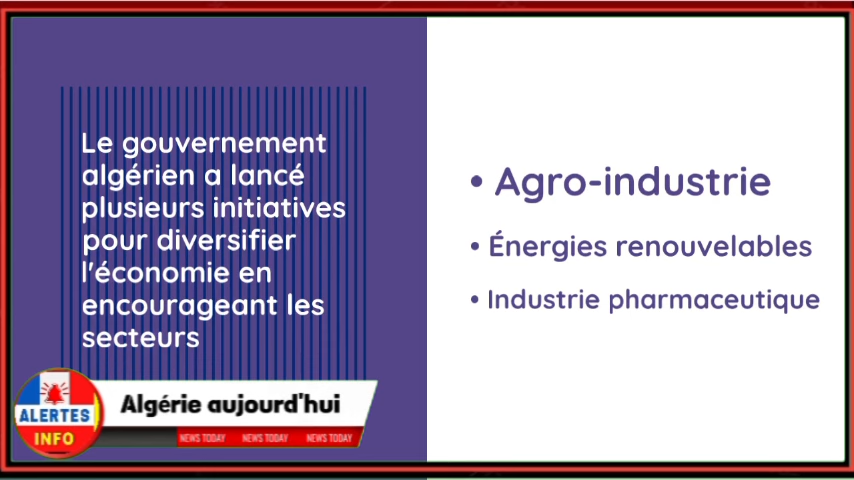 Le gouvernement
algérien a lancé
plusieurs initiatives
pour diversifier
l'économie en
encourageant les
secteurs
• Agro-industrie
• Énergies renouvelables
• Industrie pharmaceutique
ALERTES
INFO
Algérie aujourd'hui
NEWS TODAY NEWS TODAY NEWS TODAY